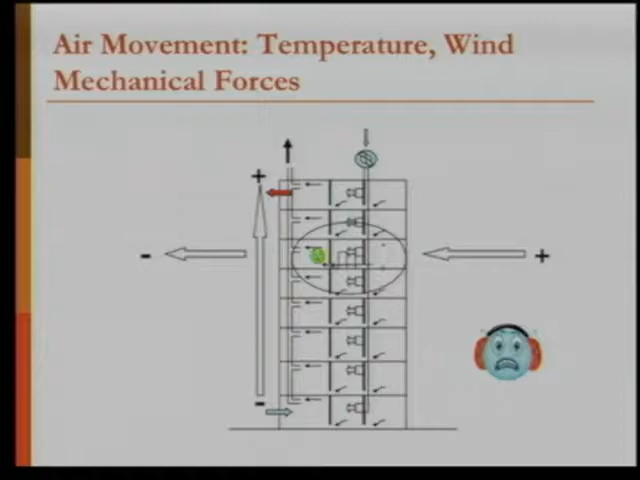 Air Movement: Temperature, Wind
Mechanical Forces
+
- +
-